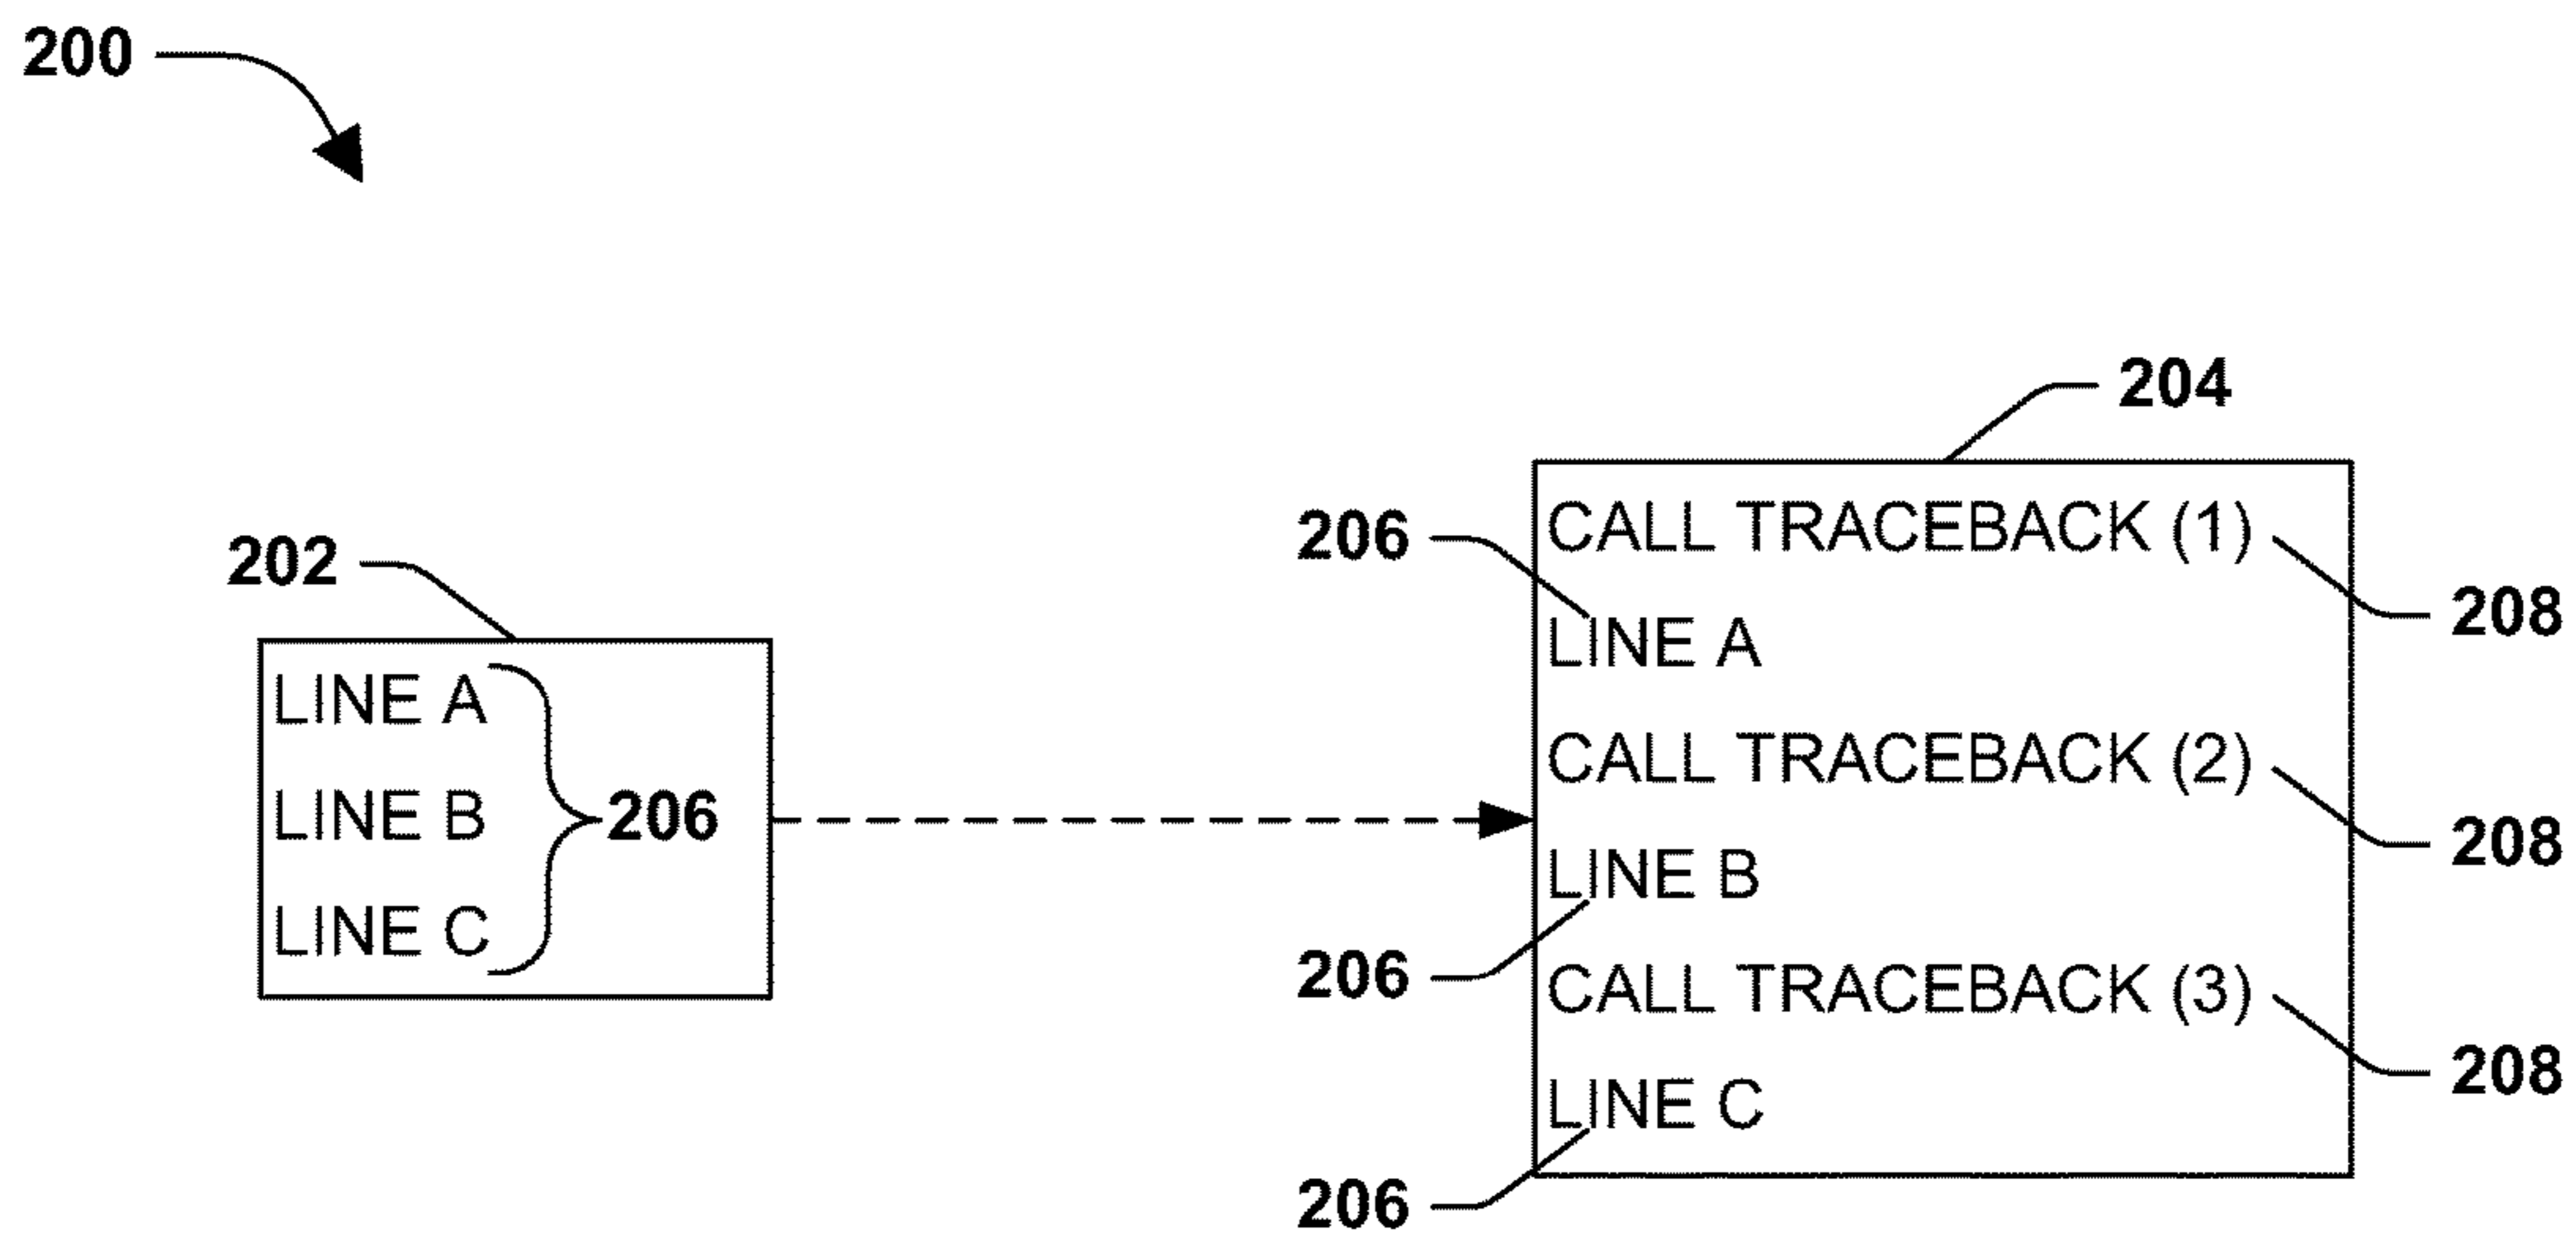 200
204
CALL TRACEBACK (1)
206
208
LINE A
202
LINE A
LINE B
LINE C
206
CALL TRACEBACK (2)
208
LINE B
206
CALL TRACEBACK (3)
208
LINE C
206